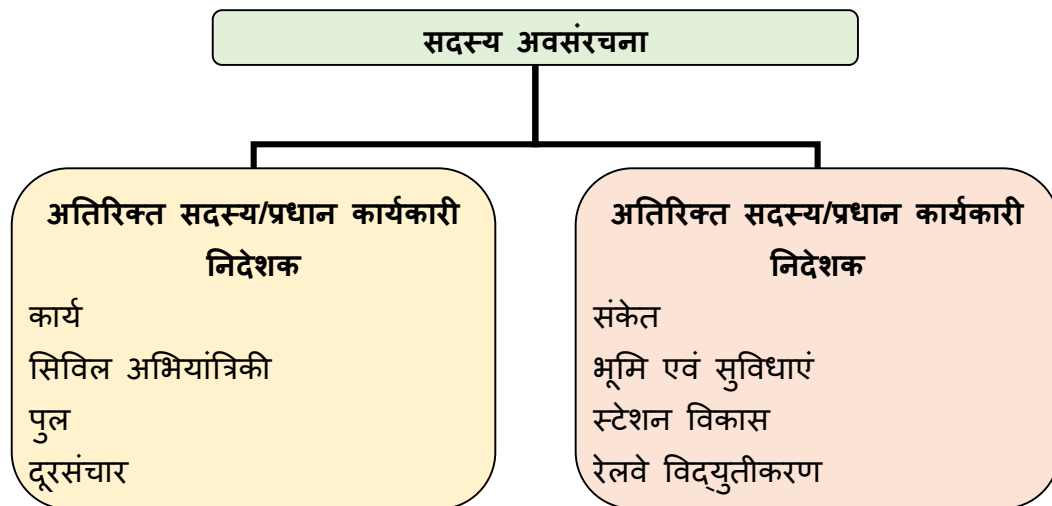 सदस्य अवसंरचना
अतिरिक्त सदस्य/प्रधान कार्यकारी
निदेशक
कार्य
सिविल अभियांत्रिकी
पुल
दूरसंचार
अतिरिक्त सदस्य/प्रधान कार्यकारी
निदेशक
संकेत
भूमि एवं सुविधाएं
स्टेशन विकास
रेलवे विद्युतीकरण